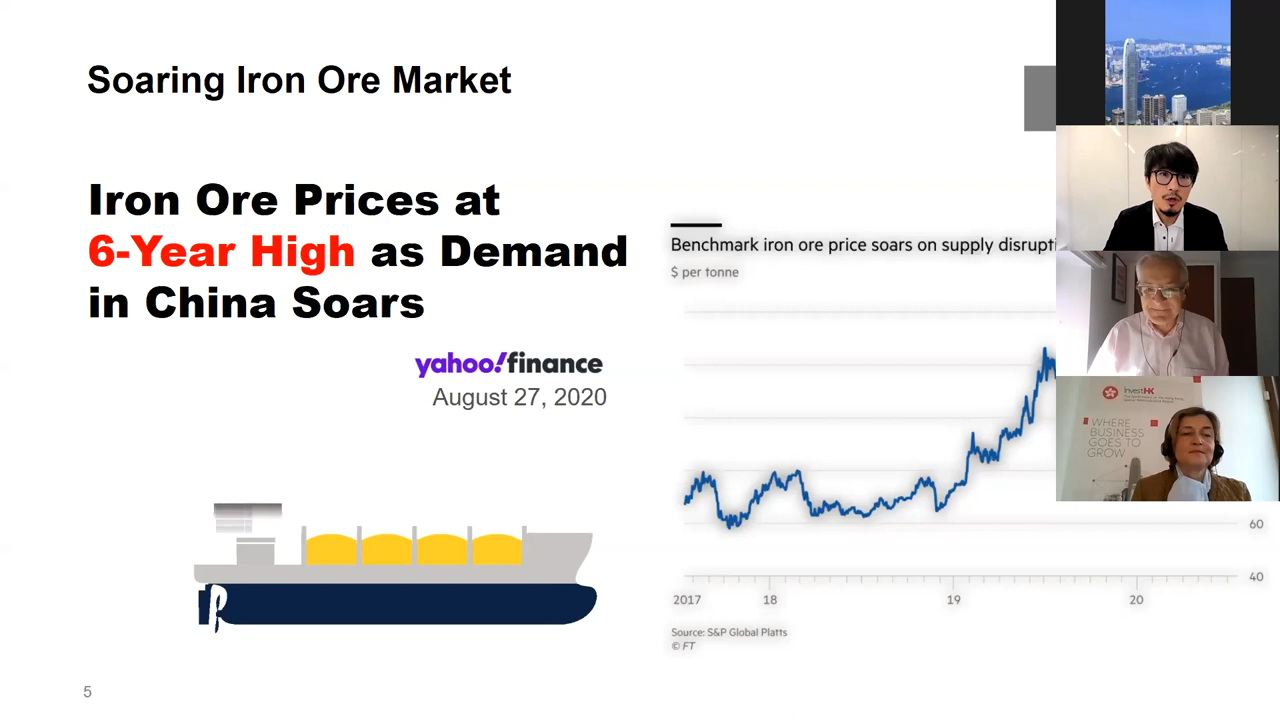 Soaring Iron Ore Market
Iron Ore Prices at
6-Year High as Demand
in China Soars
yahoo!finance
August 27, 2020
Benchmark iron ore price soars on supply
$ per tonne
60
40
2017 18 19 20
Source: S&P Global Platts
© FT
5
InvestHK
WHERE
BUSINESS
GOES TO
GROW